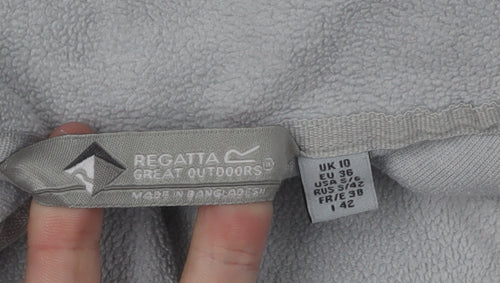 REGATTA
GREAT OUTDOORS
MADE IN BANGLADESH
UK 10
EU 36
USA S/6
RUS S/42
FR/E 38
I 42